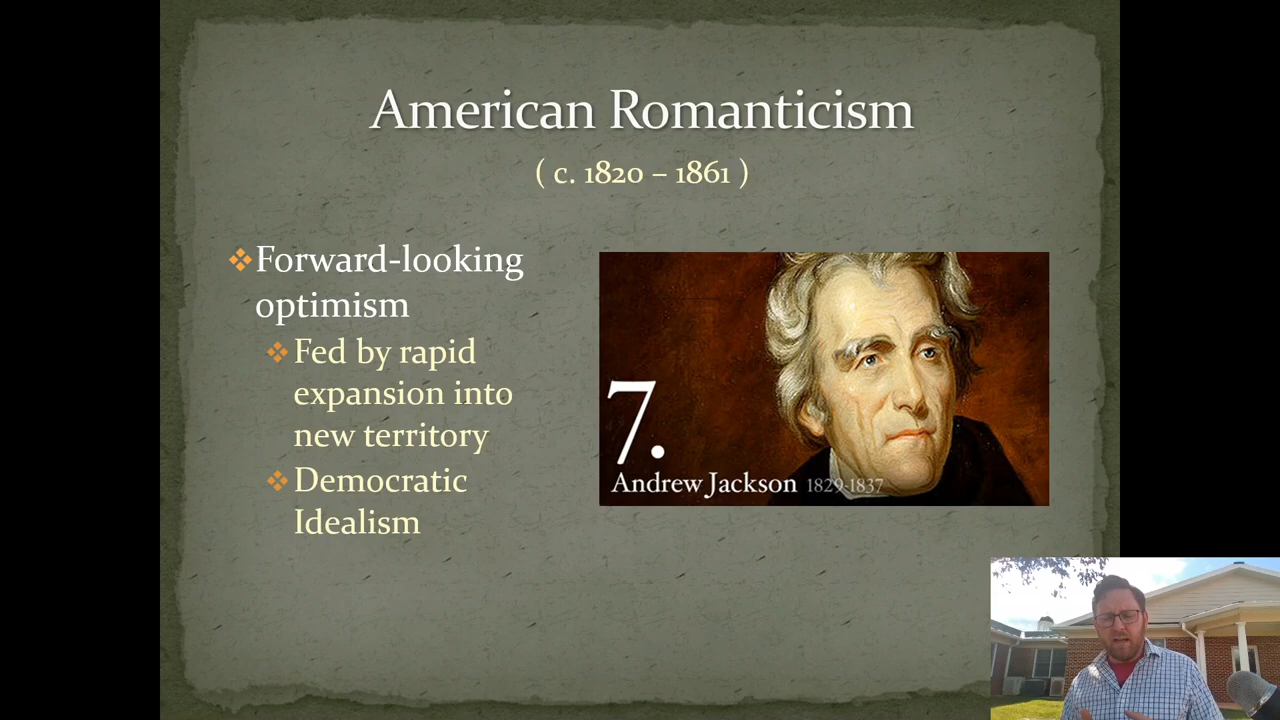 American Romanticism
( c. 1820 – 1861 )
Forward-looking
optimism
Fed by rapid
expansion into
new territory
Democratic
Idealism
7.
Andrew Jackson 1829-1837